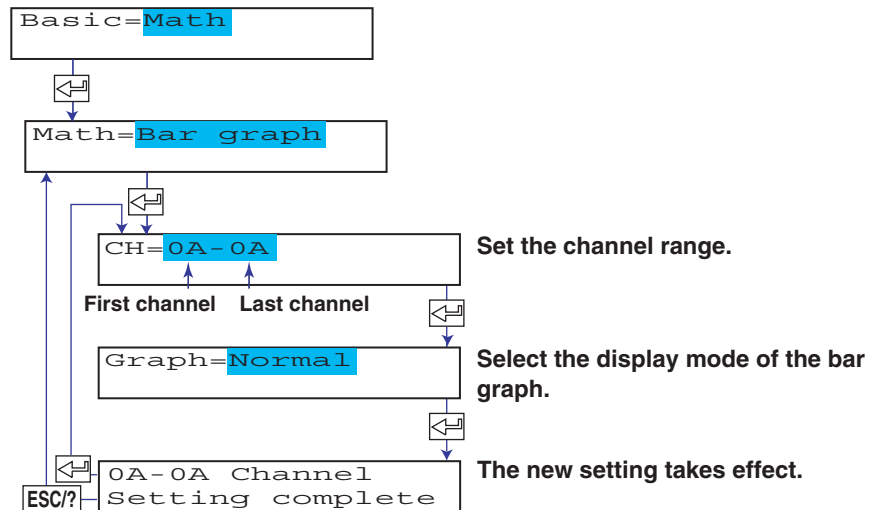 Basic=Math
Math=Bar graph
CH=0A-0A
Set the channel range.
First channel Last channel
Graph=Normal
Select the display mode of the bar
graph.
0A-0A Channel
Setting complete
The new setting takes effect.
ESC/?